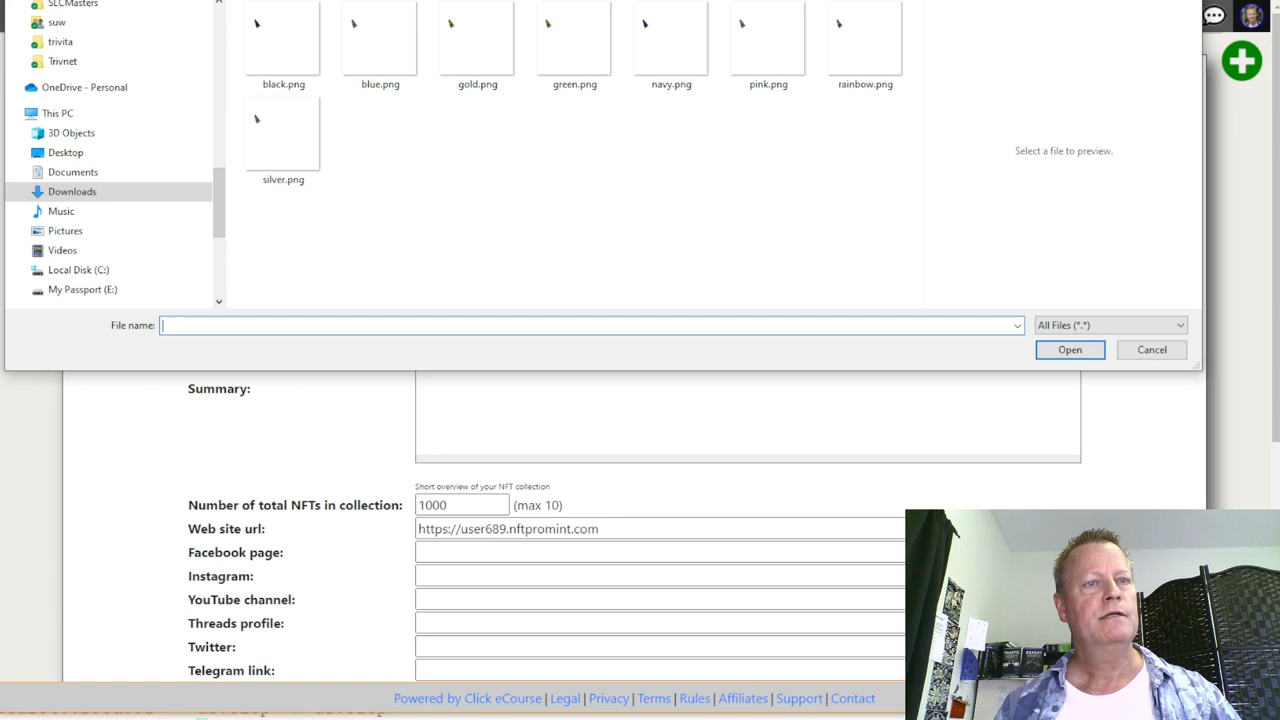 SLCMasters
suw
trivita
Trivnet
OneDrive - Personal
This PC
3D Objects
Desktop
Documents
Downloads
Music
Pictures
Videos
Local Disk (C:)
My Passport (E:)
black.png blue.png gold.png green.png navy.png pink.png rainbow.png
silver.png
Select a file to preview.
File name:
All Files (*.*)
Open Cancel
Summary:
Short overview of your NFT collection
Number of total NFTs in collection: 1000 (max 10)
Web site url: https://user689.nftpromint.com
Facebook page:
Instagram:
YouTube channel:
Threads profile:
Twitter:
Telegram link:
TRAFFIC EXPERT
Powered by Click eCourse Legal Privacy Terms Rules Affiliates Support Contact